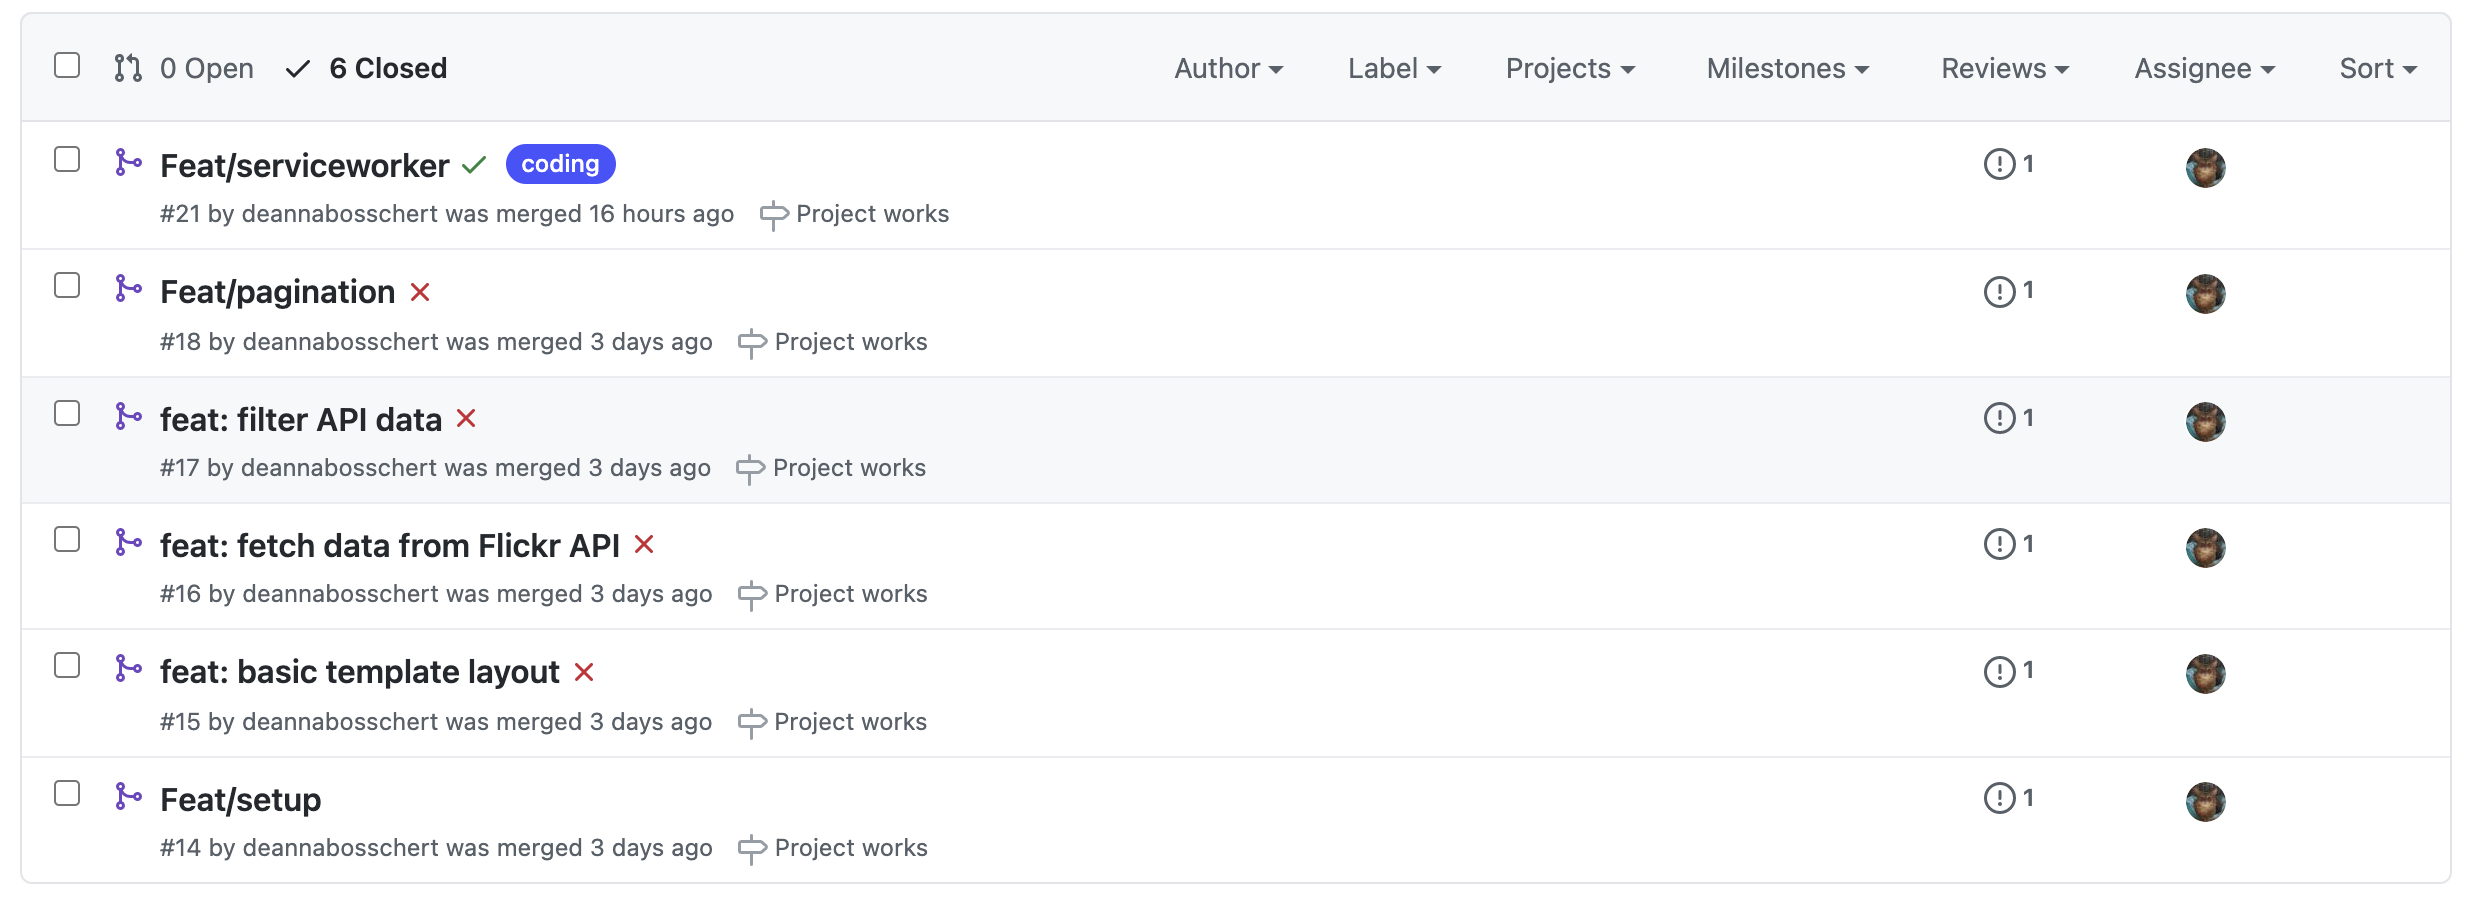 0 Open 6 Closed Author Label Projects Milestones Reviews Assignee Sort
Feat/serviceworker coding 1
#21 by deannabosschert was merged 16 hours ago Project works
Feat/pagination 1
#18 by deannabosschert was merged 3 days ago Project works
feat: filter API data 1
#17 by deannabosschert was merged 3 days ago Project works
feat: fetch data from Flickr API 1
#16 by deannabosschert was merged 3 days ago Project works
feat: basic template layout 1
#15 by deannabosschert was merged 3 days ago Project works
Feat/setup 1
#14 by deannabosschert was merged 3 days ago Project works